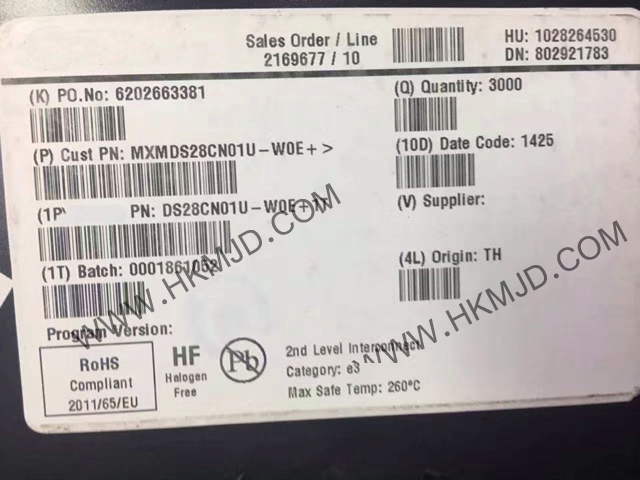 Sales Order / Line
2169677 / 10
HU: 1028264530
DN: 802921783
(K) PO.No: 6202663381
(Q) Quantity: 3000
(P) Cust PN: MXMDS28CN01U-W0E+>
(10D) Date Code: 1425
(1P) PN: DS28CN01U-W0E+1T
(V) Supplier:
(1T) Batch: 0001861052
(4L) Origin: TH
Program Version:
RoHS
Compliant
2011/65/EU
HF
Halogen
Free
Pb
2nd Level Interconnect
Category: e3
Max Safe Temp: 260°C
WWW.HKMJD.COM
WWW.HKMJD.COM